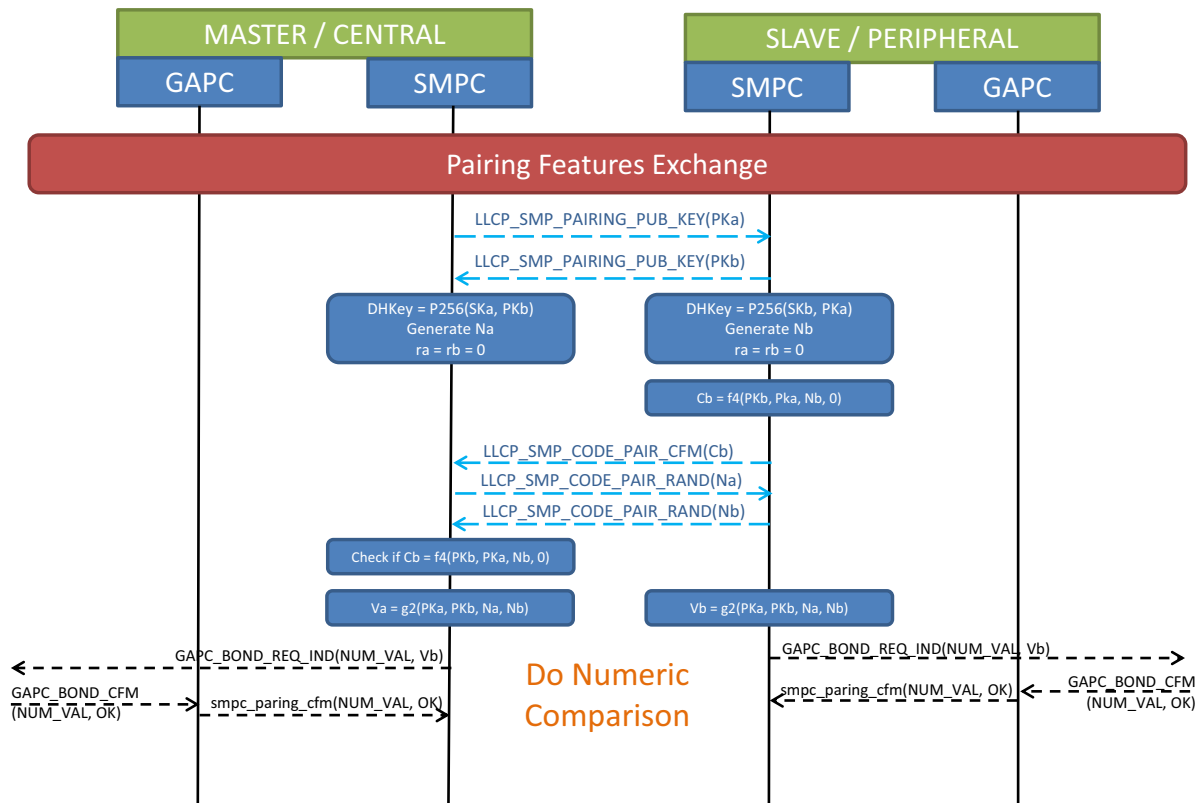 MASTER / CENTRAL
SLAVE / PERIPHERAL
GAPC
SMPC
SMPC
GAPC
Pairing Features Exchange
LLCP_SMP_PAIRING_PUB_KEY(PKa)
LLCP_SMP_PAIRING_PUB_KEY(PKb)
DHKey = P256(SKa, PKb)
Generate Na
ra = rb = 0
DHKey = P256(SKb, PKa)
Generate Nb
ra = rb = 0
Cb = f4(PKb, Pka, Nb, 0)
LLCP_SMP_CODE_PAIR_CFM(Cb)
LLCP_SMP_CODE_PAIR_RAND(Na)
LLCP_SMP_CODE_PAIR_RAND(Nb)
Check if Cb = f4(PKb, PKa, Nb, 0)
Va = g2(PKa, PKb, Na, Nb)
Vb = g2(PKa, PKb, Na, Nb)
GAPC_BOND_REQ_IND(NUM_VAL, Vb)
GAPC_BOND_REQ_IND(NUM_VAL, Vb)
Do Numeric
Comparison
GAPC_BOND_CFM
(NUM_VAL, OK)
smpc_paring_cfm(NUM_VAL, OK)
smpc_paring_cfm(NUM_VAL, OK)
GAPC_BOND_CFM
(NUM_VAL, OK)